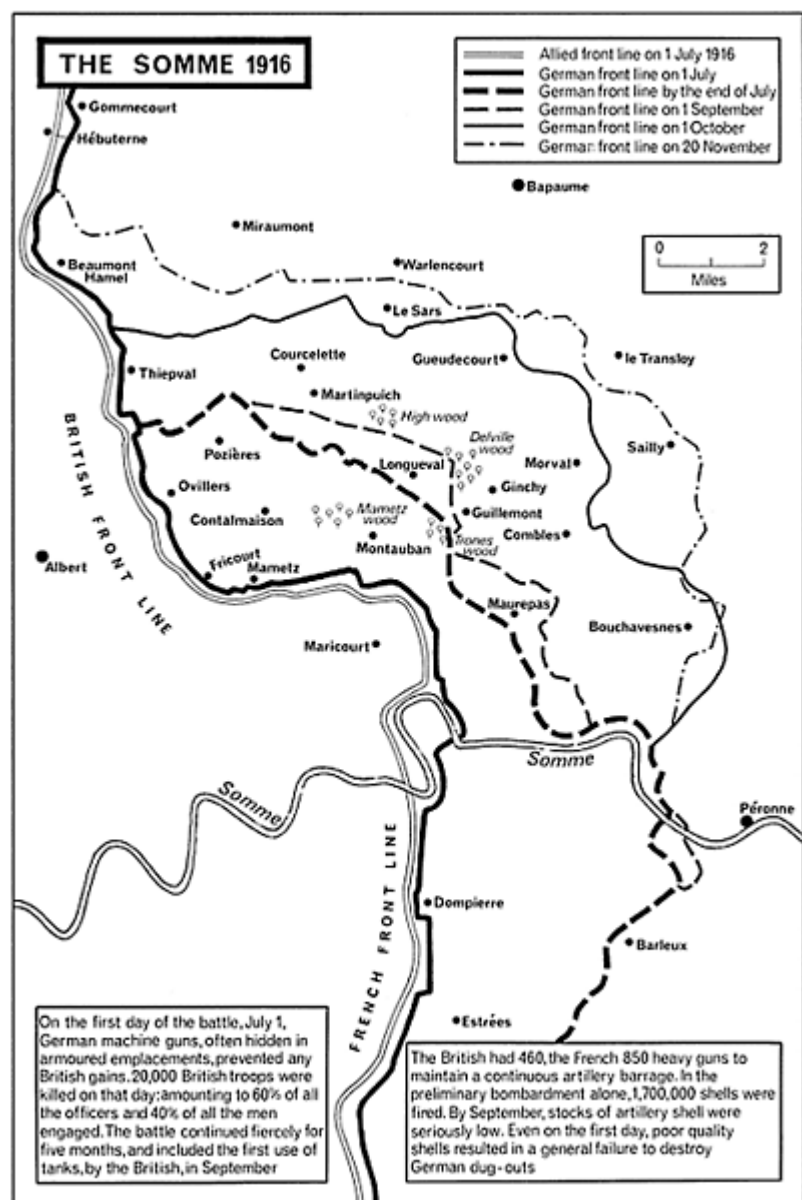 THE SOMME 1916
Allied front line on 1 July 1916
German front line on 1 July
German front line by the end of July
German front line on 1 September
German front line on 1 October
German front line on 20 November
Gommecourt
Hébuterne
Bapaume
Miraumont
0 2
Miles
Beaumont
Hamel
Warlencourt
Le Sars
Thiepval
Courcelette
Gueudecourt
le Transloy
Martinpuich
High wood
BRITISH FRONT LINE
Pozières
Delville
wood
Sailly
Longueval
Morval
Ovillers
Ginchy
Contalmaison
Mametz
wood
Guillemont
Montauban
Trones
wood
Combles
Albert
Fricourt
Mametz
Maurepas
Bouchavesnes
Maricourt
Somme
Somme
Péronne
FRENCH FRONT LINE
Dompierre
Barleux
Estrées
On the first day of the battle, July 1,
German machine guns, often hidden in
armoured emplacements, prevented any
British gains. 20,000 British troops were
killed on that day: amounting to 60% of all
the officers and 40% of all the men
engaged. The battle continued fiercely for
five months, and included the first use of
tanks, by the British, in September
The British had 460, the French 850 heavy guns to
maintain a continuous artillery barrage. In the
preliminary bombardment alone, 1,700,000 shells were
fired. By September, stocks of artillery shell were
seriously low. Even on the first day, poor quality
shells resulted in a general failure to destroy
German dug-outs